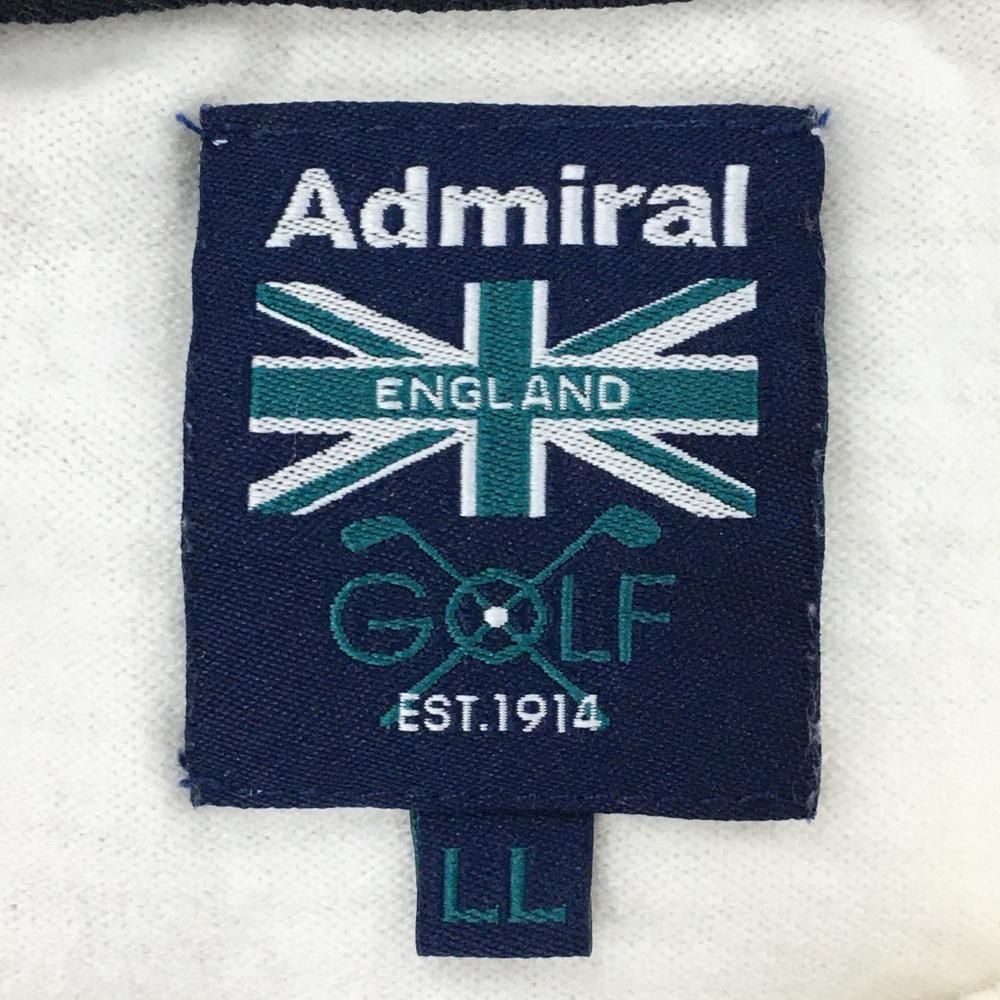 Admiral
ENGLAND
GOLF
EST.1914
LL